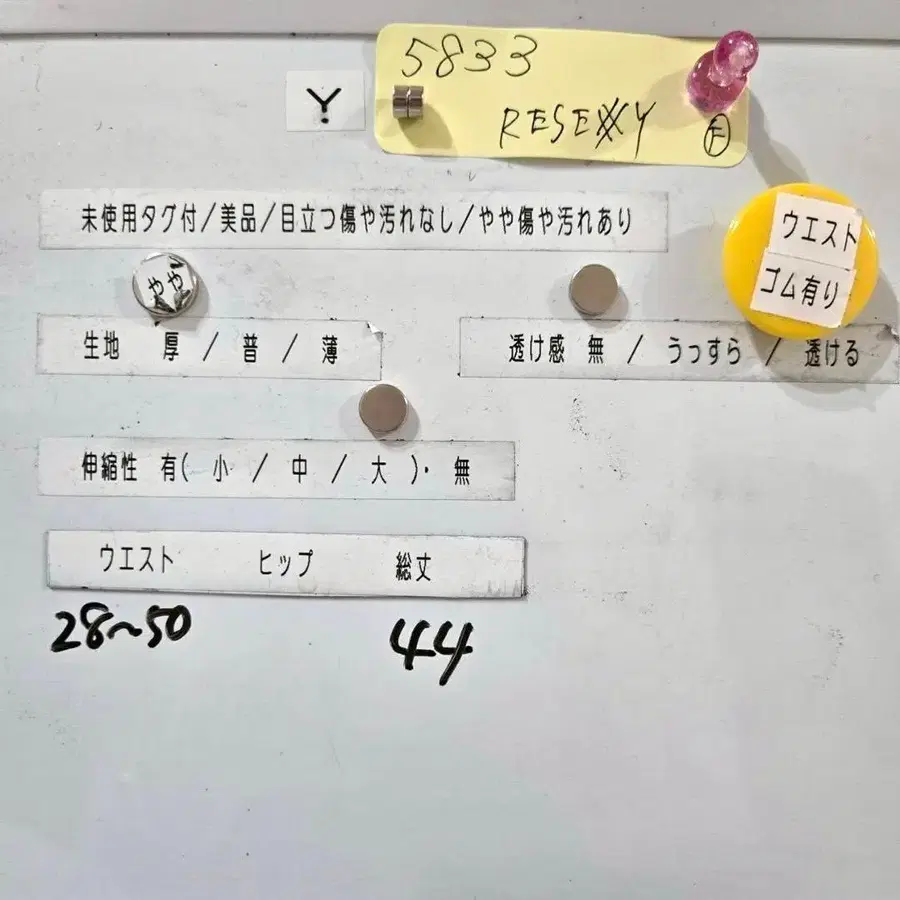 5833
Y
RESEXXY Ⓕ
未使用タグ付/美品/目立つ傷や汚れなし/やや傷や汚れあり
ウエスト
ゴム有り
やや
生地 厚 / 普 / 薄
透け感 無 / うっすら / 透ける
伸縮性 有( 小 / 中 / 大 )・ 無
ウエスト ヒップ 総丈
28~50 44